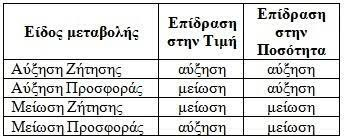 Είδος μεταβολής | Επίδραση στην Τιμή | Επίδραση στην Ποσότητα
Αύξηση Ζήτησης | αύξηση | αύξηση
Αύξηση Προσφοράς | μείωση | αύξηση
Μείωση Ζήτησης | μείωση | μείωση
Μείωση Προσφοράς | αύξηση | μείωση